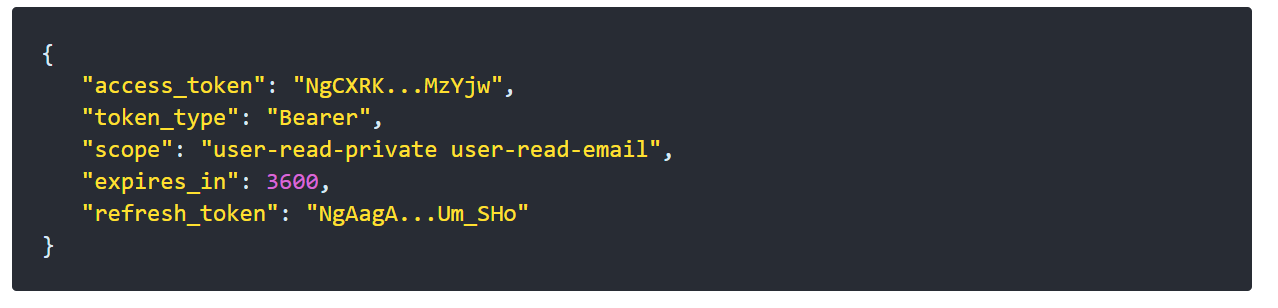 {
"access_token": "NgCXRK...MzYjw",
"token_type": "Bearer",
"scope": "user-read-private user-read-email",
"expires_in": 3600,
"refresh_token": "NgAagA...Um_SHo"
}